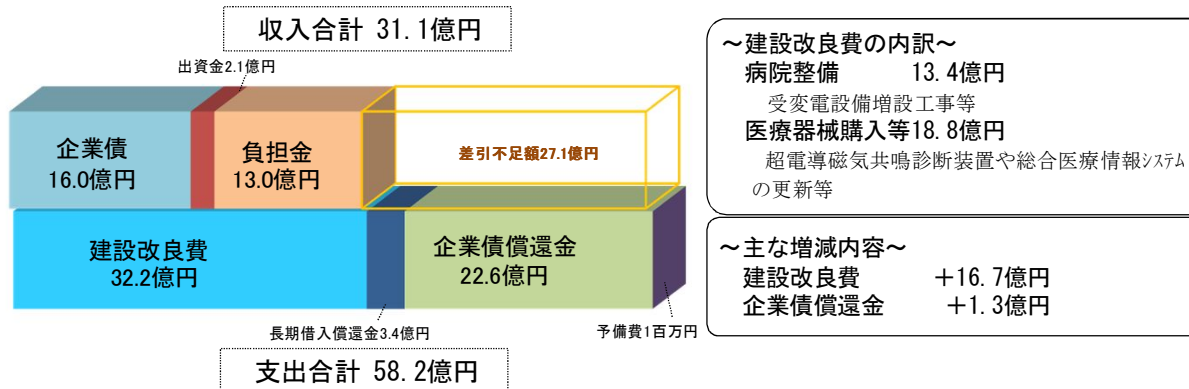 収入合計 31.1億円
出資金2.1億円
企業債
16.0億円
負担金
13.0億円
差引不足額27.1億円
建設改良費
32.2億円
企業債償還金
22.6億円
長期借入償還金3.4億円
予備費1百万円
支出合計 58.2億円
～建設改良費の内訳～
病院整備 13.4億円
受変電設備増設工事等
医療器械購入等18.8億円
超電導磁気共鳴診断装置や総合医療情報ｼｽﾃﾑ
の更新等
～主な増減内容～
建設改良費 ＋16.7億円
企業債償還金 ＋1.3億円